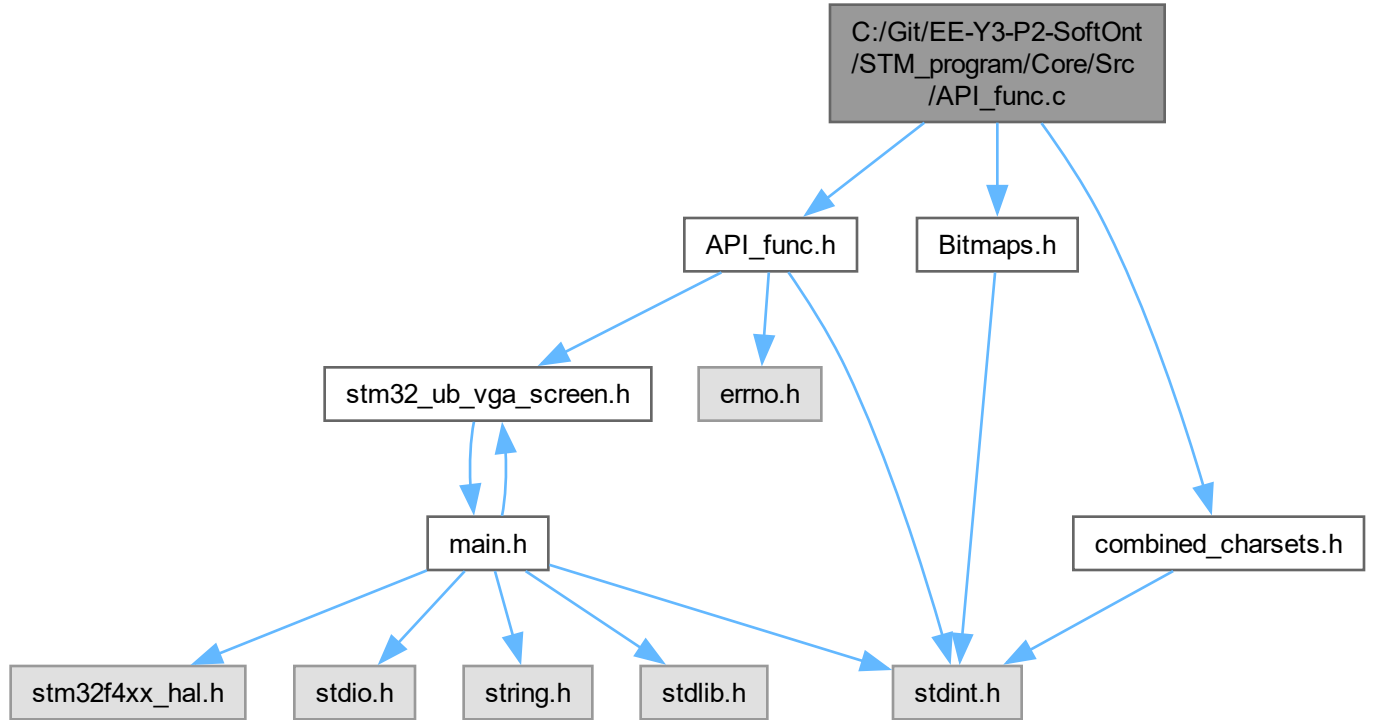 C:/Git/EE-Y3-P2-SoftOnt
/STM_program/Core/Src
/API_func.c
API_func.h
Bitmaps.h
stm32_ub_vga_screen.h
errno.h
main.h
combined_charsets.h
stm32f4xx_hal.h
stdio.h
string.h
stdlib.h
stdint.h